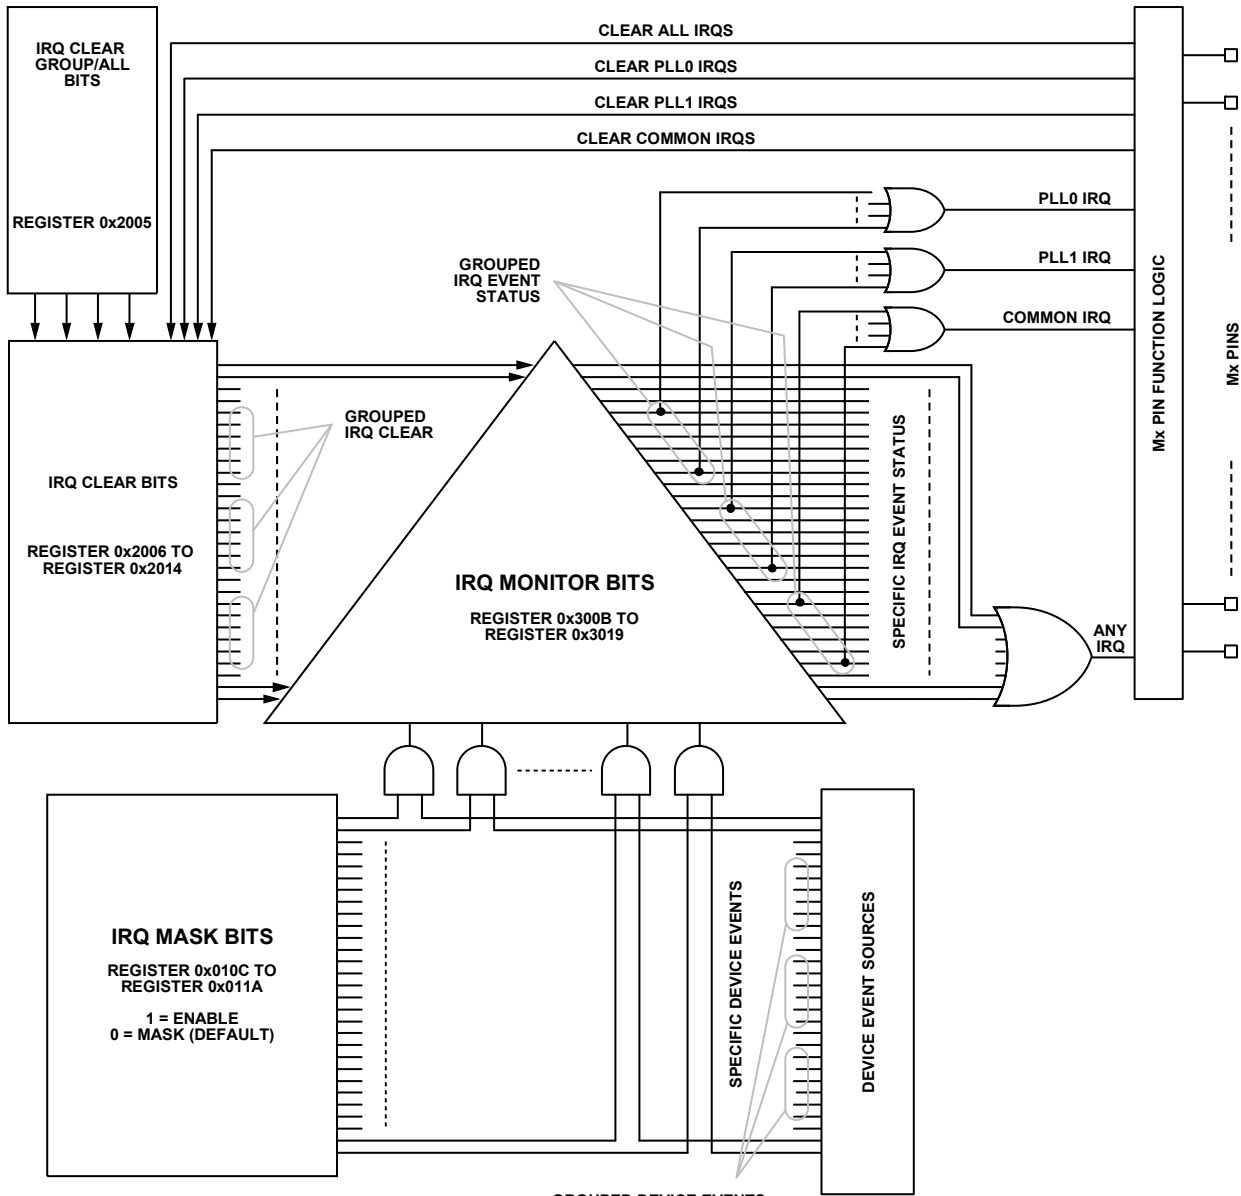 IRQ CLEAR
GROUP/ALL
BITS
REGISTER 0x2005
CLEAR ALL IRQS
CLEAR PLL0 IRQS
CLEAR PLL1 IRQS
CLEAR COMMON IRQS
PLL0 IRQ
PLL1 IRQ
COMMON IRQ
GROUPED
IRQ EVENT
STATUS
Mx PIN FUNCTION LOGIC
Mx PINS
GROUPED
IRQ CLEAR
IRQ CLEAR BITS
REGISTER 0x2006 TO
REGISTER 0x2014
IRQ MONITOR BITS
REGISTER 0x300B TO
REGISTER 0x3019
SPECIFIC IRQ EVENT STATUS
ANY
IRQ
IRQ MASK BITS
REGISTER 0x010C TO
REGISTER 0x011A
1 = ENABLE
0 = MASK (DEFAULT)
SPECIFIC DEVICE EVENTS
DEVICE EVENT SOURCES
GROUPED DEVICE EVENTS